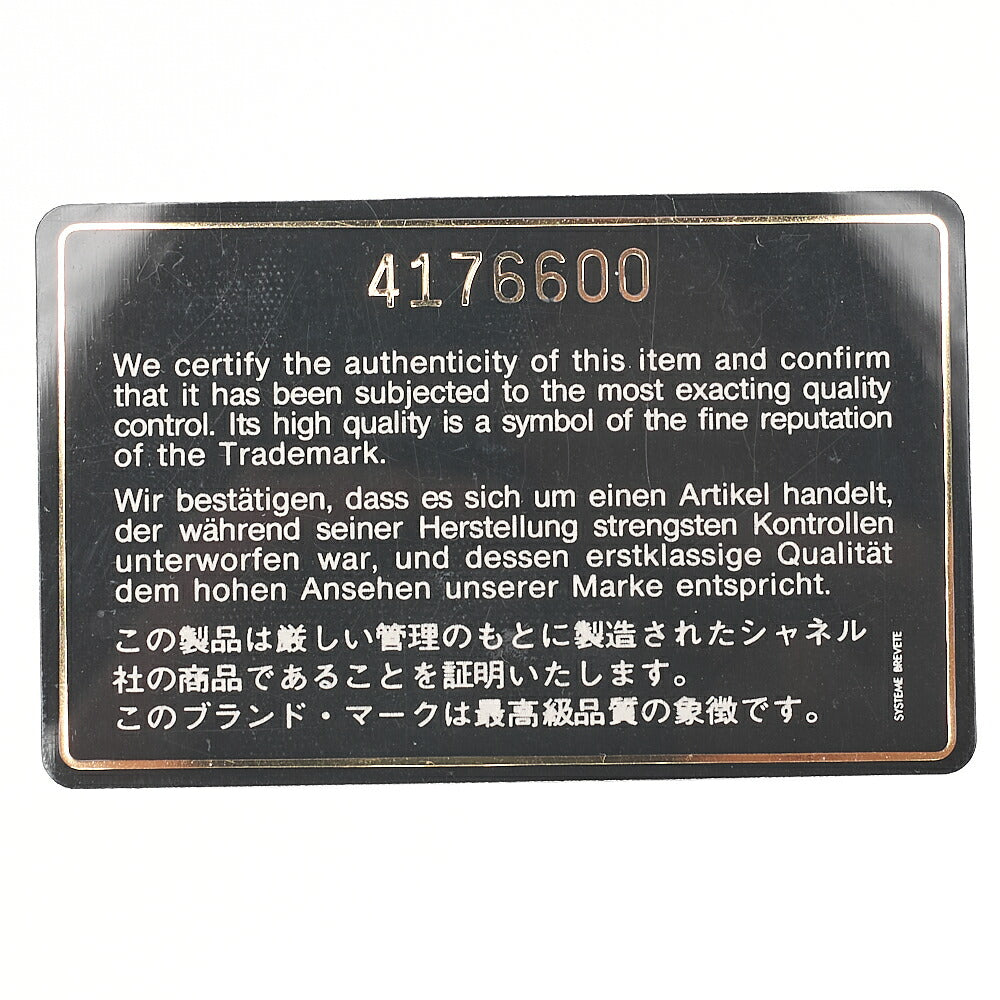 4176600
We certify the authenticity of this item and confirm
that it has been subjected to the most exacting quality
control. Its high quality is a symbol of the fine reputation
of the Trademark.
Wir bestätigen, dass es sich um einen Artikel handelt,
der während seiner Herstellung strengsten Kontrollen
unterworfen war, und dessen erstklassige Qualität
dem hohen Ansehen unserer Marke entspricht.
この製品は厳しい管理のもとに製造されたシャネル
社の商品であることを証明いたします。
このブランド・マークは最高級品質の象徴です。
SYSTEME BREVETE